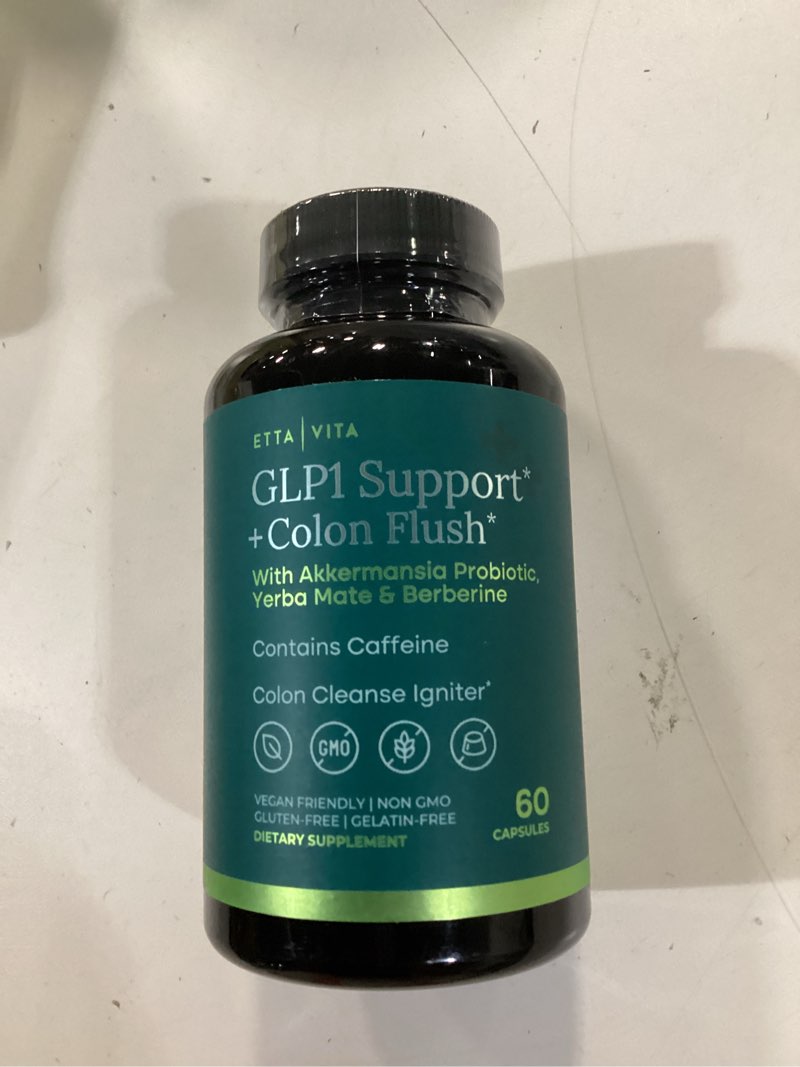 ETTA | VITA
GLP1 Support*
+Colon Flush*
With Akkermansia Probiotic,
Yerba Mate & Berberine
Contains Caffeine
Colon Cleanse Igniter*
GMO
VEGAN FRIENDLY | NON GMO
GLUTEN-FREE | GELATIN-FREE
DIETARY SUPPLEMENT
60
CAPSULES